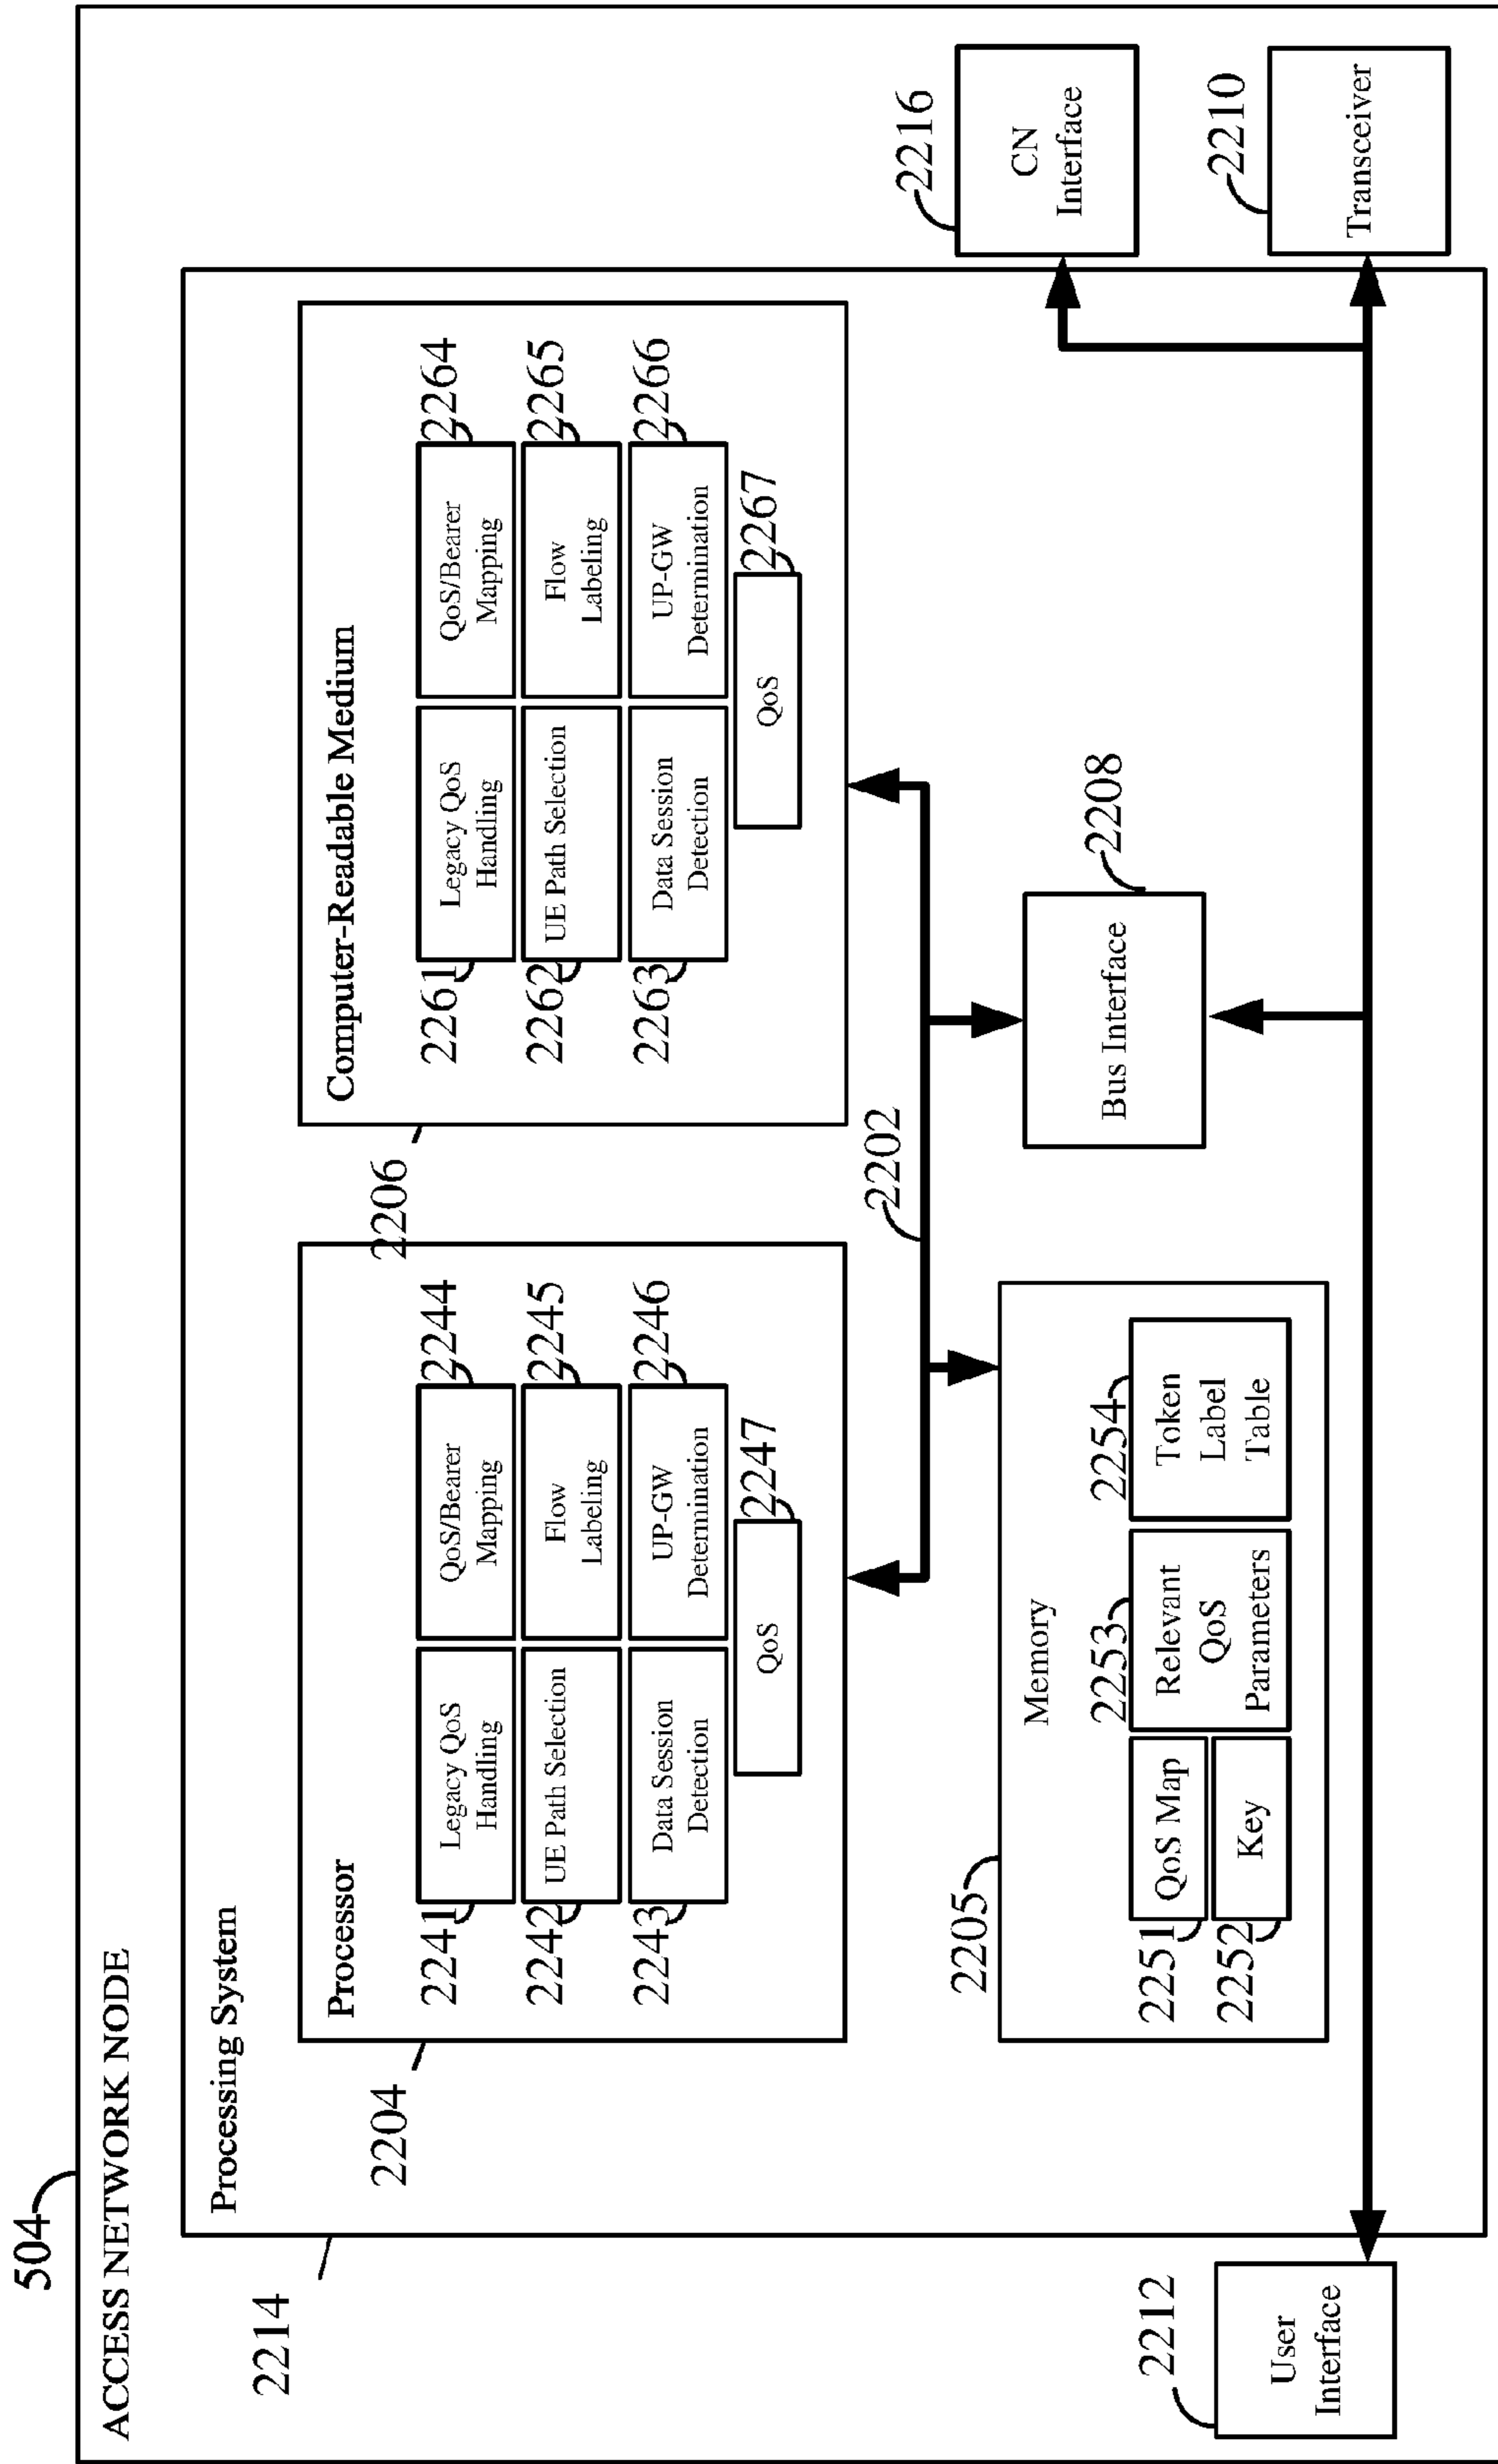 504
ACCESS NETWORK NODE
2214
Processing System
2204
Processor
2241
Legacy QoS
Handling
QoS/Bearer
Mapping
2244
2242
UE Path Selection
Flow
Labeling
2245
2243
Data Session
Detection
UP-GW
Determination
2246
QoS
2247
2206
Computer-Readable Medium
2261
Legacy QoS
Handling
QoS/Bearer
Mapping
2264
2262
UE Path Selection
Flow
Labeling
2265
2263
Data Session
Detection
UP-GW
Determination
2266
QoS
2267
2202
2205
Memory
2251
QoS Map
2252
Key
2253
Relevant
QoS
Parameters
2254
Token
Label
Table
2208
Bus Interface
2216
CN
Interface
2212
User
Interface
2210
Transceiver